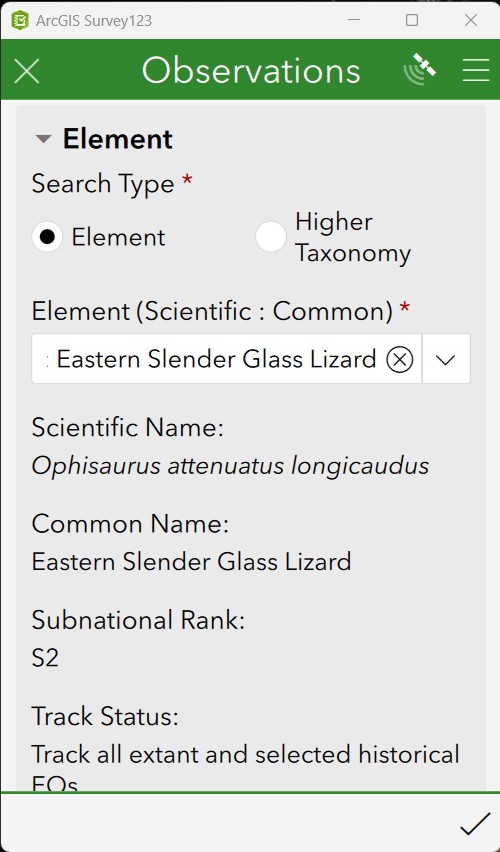 ArcGIS Survey123
Observations
Element
Search Type *
Element
Higher
Taxonomy
Element (Scientific : Common) *
: Eastern Slender Glass Lizard
Scientific Name:
Ophisaurus attenuatus longicaudus
Common Name:
Eastern Slender Glass Lizard
Subnational Rank:
S2
Track Status:
Track all extant and selected historical
EOs